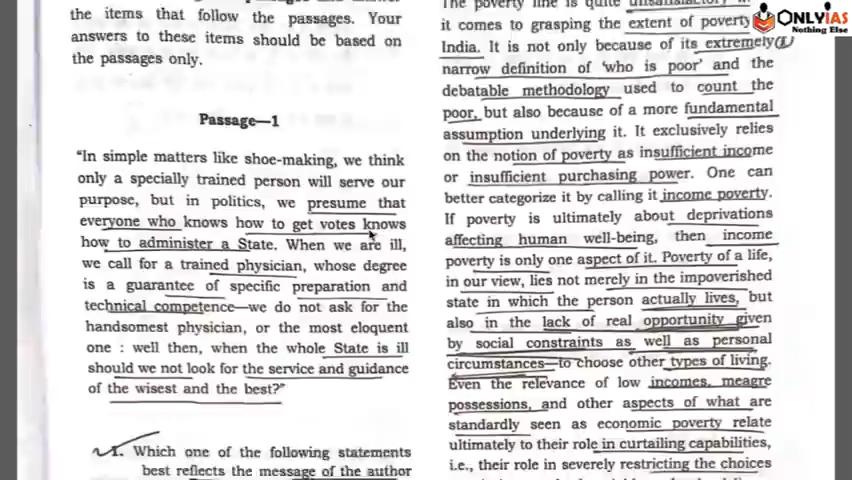 the items that follow the passages. Your
answers to these items should be based on
the passages only.
Passage—1
"In simple matters like shoe-making, we think
only a specially trained person will serve our
purpose, but in politics, we presume that
everyone who knows how to get votes knows
how to administer a State. When we are ill,
we call for a trained physician, whose degree
is a guarantee of specific preparation and
technical competence—we do not ask for the
handsomest physician, or the most eloquent
one : well then, when the whole State is ill
should we not look for the service and guidance
of the wisest and the best?"
1. Which one of the following statements
best reflects the message of the author
The poverty line is quite unsatisfactory
it comes to grasping the extent of poverty
India. It is not only because of its extremely
narrow definition of 'who is poor' and the
debatable methodology used to count the
poor, but also because of a more fundamental
assumption underlying it. It exclusively relies
on the notion of poverty as insufficient income
or insufficient purchasing power. One can
better categorize it by calling it income poverty.
If poverty is ultimately about deprivations
affecting human well-being, then income
poverty is only one aspect of it. Poverty of a life,
in our view, lies not merely in the impoverished
state in which the person actually lives, but
also in the lack of real opportunity given
by social constraints as well as personal
circumstances—to choose other types of living.
Even the relevance of low incomes, meagre
possessions, and other aspects of what are
standardly seen as economic poverty relate
ultimately to their role in curtailing capabilities,
i.e., their role in severely restricting the choices
ONLYIAS
Nothing Else